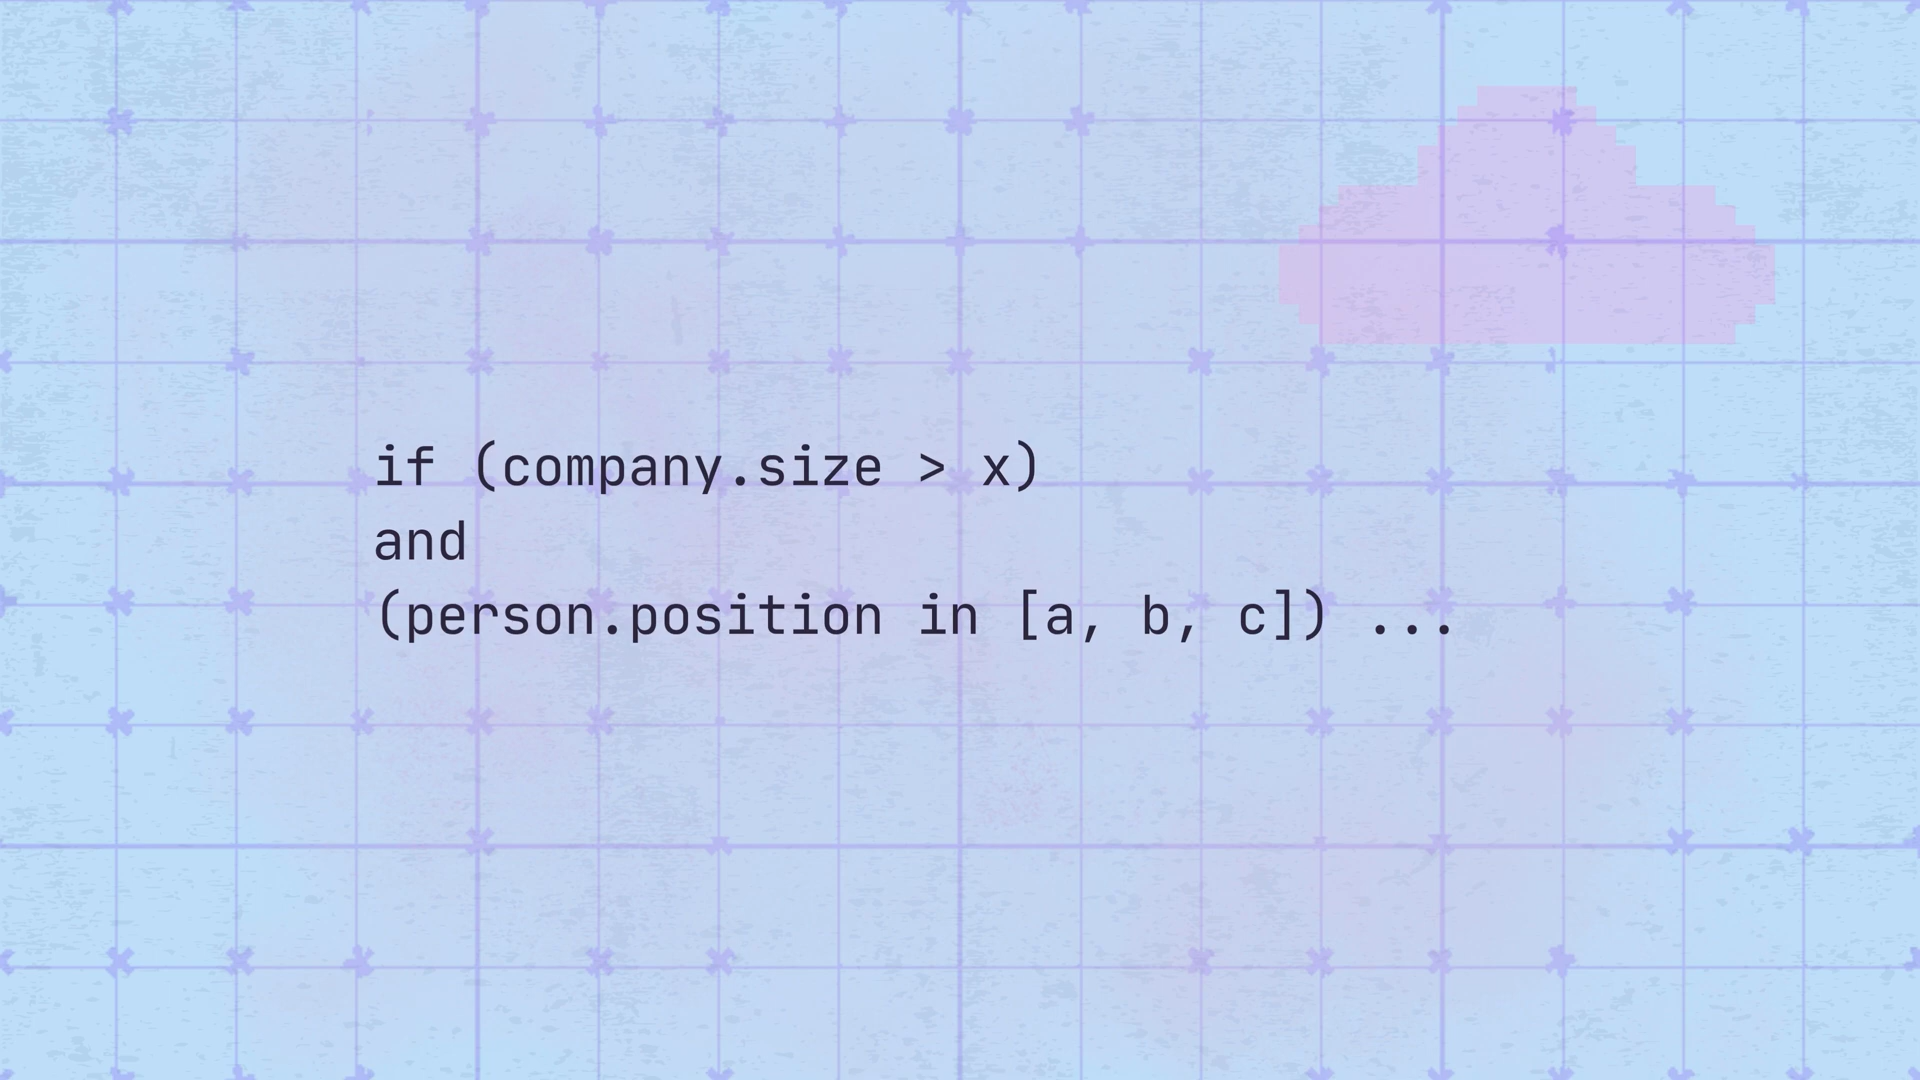 if (company.size > x)
and
(person.position in [a, b, c]) ...